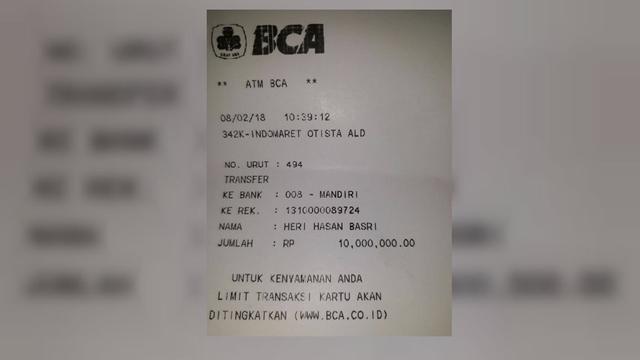 BCA
** ATM BCA **
08/02/18 10:39:12
342K-INDOMARET OTISTA ALD
NO. URUT : 494
TRANSFER
KE BANK : 008 - MANDIRI
KE REK. : 1310000089724
NAMA : HERI HASAN BASRI
JUMLAH : RP 10,000,000.00
UNTUK KENYAMANAN ANDA
LIMIT TRANSAKSI KARTU AKAN
DITINGKATKAN (WWW.BCA.CO.ID)